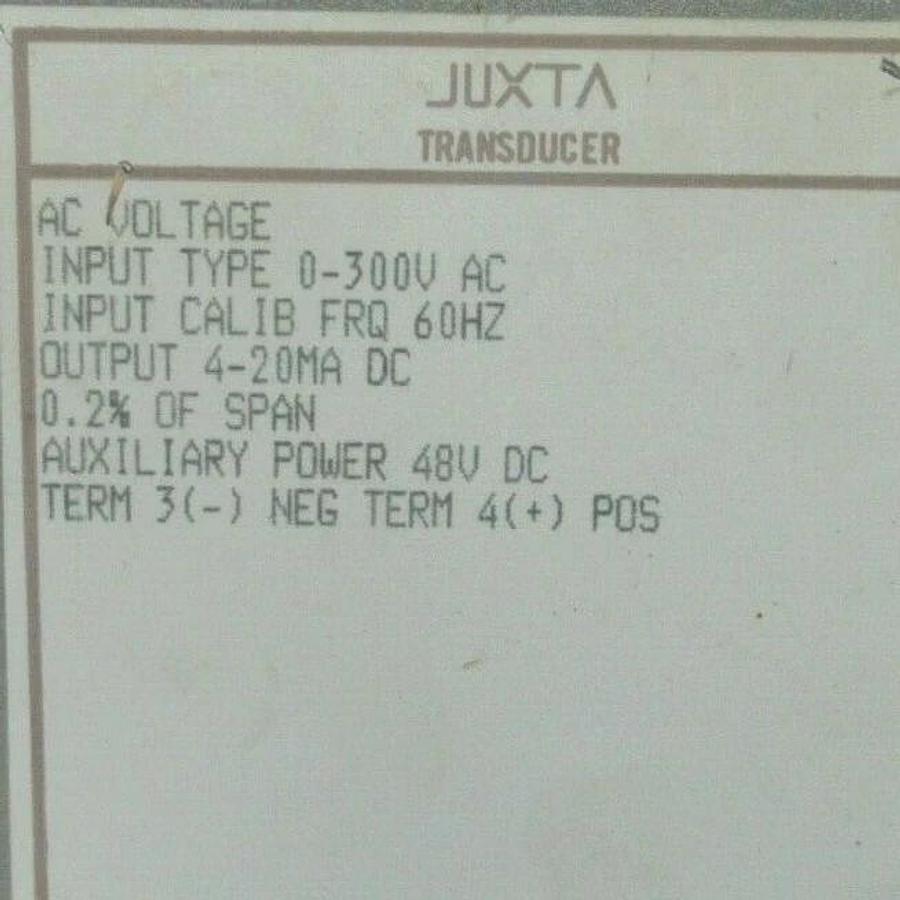 JUXTA
TRANSDUCER
AC VOLTAGE
INPUT TYPE 0-300V AC
INPUT CALIB FRQ 60HZ
OUTPUT 4-20MA DC
0.2% OF SPAN
AUXILIARY POWER 48V DC
TERM 3(-) NEG TERM 4(+) POS